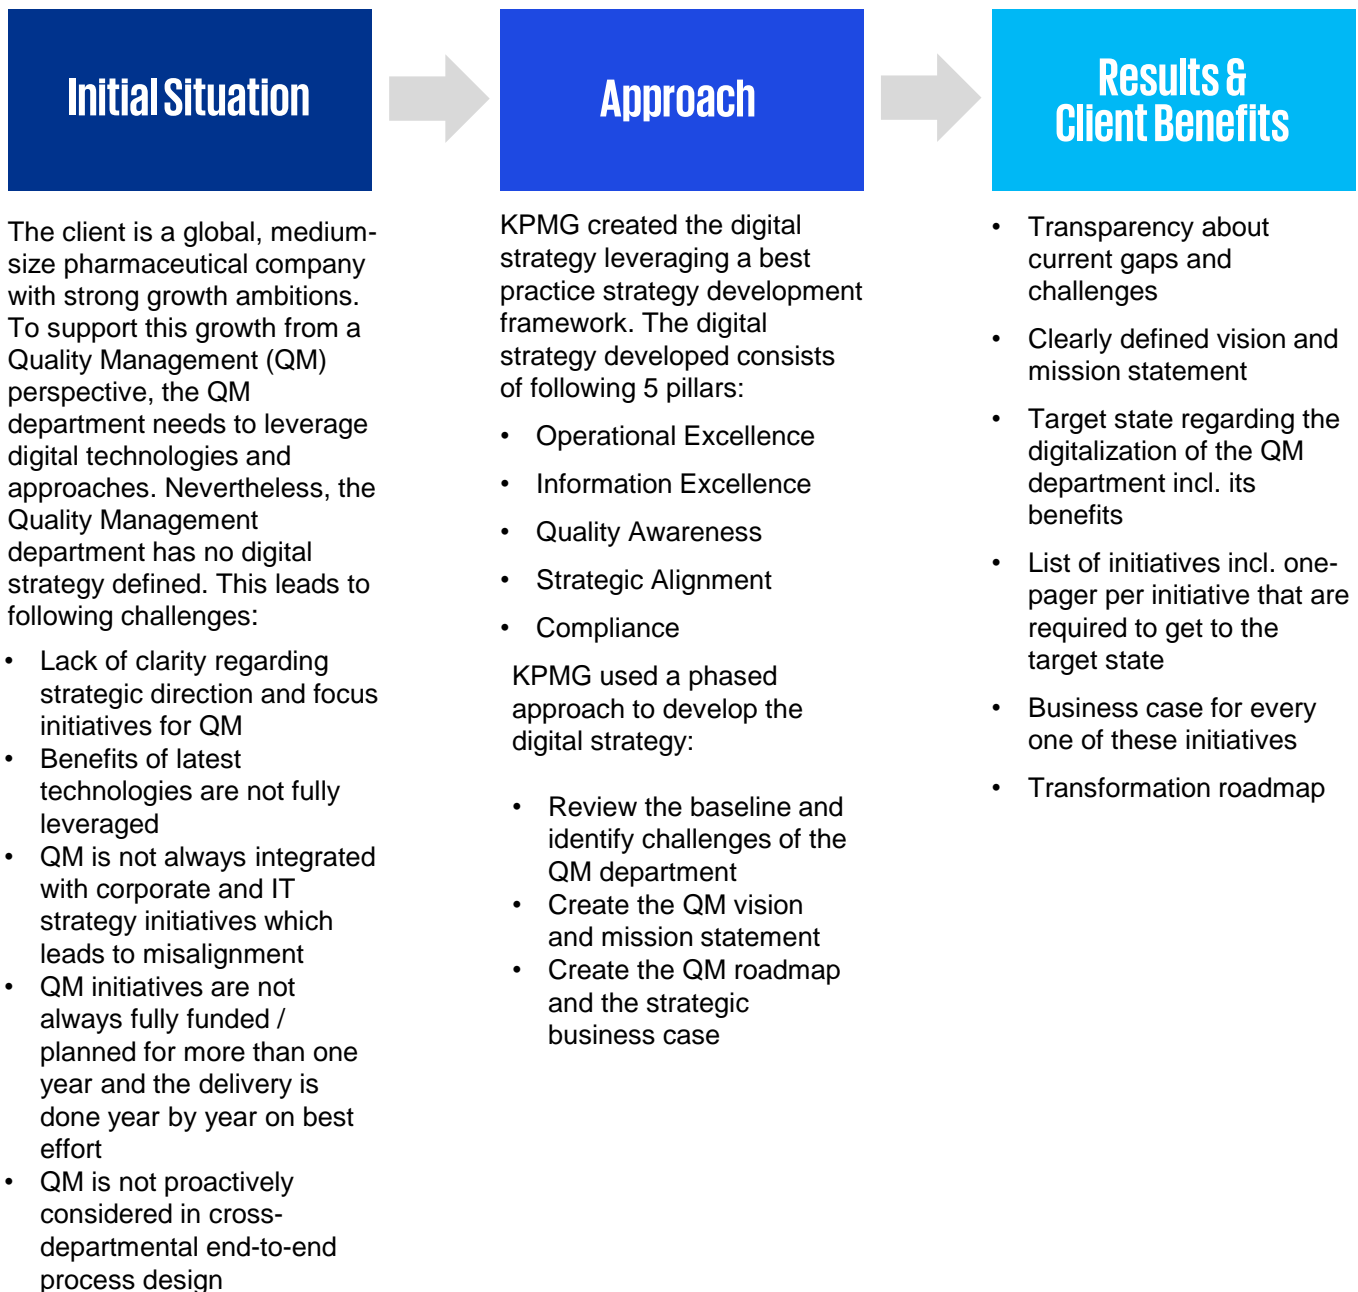 Initial Situation
The client is a global, medium-
size pharmaceutical company
with strong growth ambitions.
To support this growth from a
Quality Management (QM)
perspective, the QM
department needs to leverage
digital technologies and
approaches. Nevertheless, the
Quality Management
department has no digital
strategy defined. This leads to
following challenges:
• Lack of clarity regarding
strategic direction and focus
initiatives for QM
• Benefits of latest
technologies are not fully
leveraged
• QM is not always integrated
with corporate and IT
strategy initiatives which
leads to misalignment
• QM initiatives are not
always fully funded /
planned for more than one
year and the delivery is
done year by year on best
effort
• QM is not proactively
considered in cross-
departmental end-to-end
process design
Approach
KPMG created the digital
strategy leveraging a best
practice strategy development
framework. The digital
strategy developed consists
of following 5 pillars:
• Operational Excellence
• Information Excellence
• Quality Awareness
• Strategic Alignment
• Compliance
KPMG used a phased
approach to develop the
digital strategy:
• Review the baseline and
identify challenges of the
QM department
• Create the QM vision
and mission statement
• Create the QM roadmap
and the strategic
business case
Results &
Client Benefits
• Transparency about
current gaps and
challenges
• Clearly defined vision and
mission statement
• Target state regarding the
digitalization of the QM
department incl. its
benefits
• List of initiatives incl. one-
pager per initiative that are
required to get to the
target state
• Business case for every
one of these initiatives
• Transformation roadmap